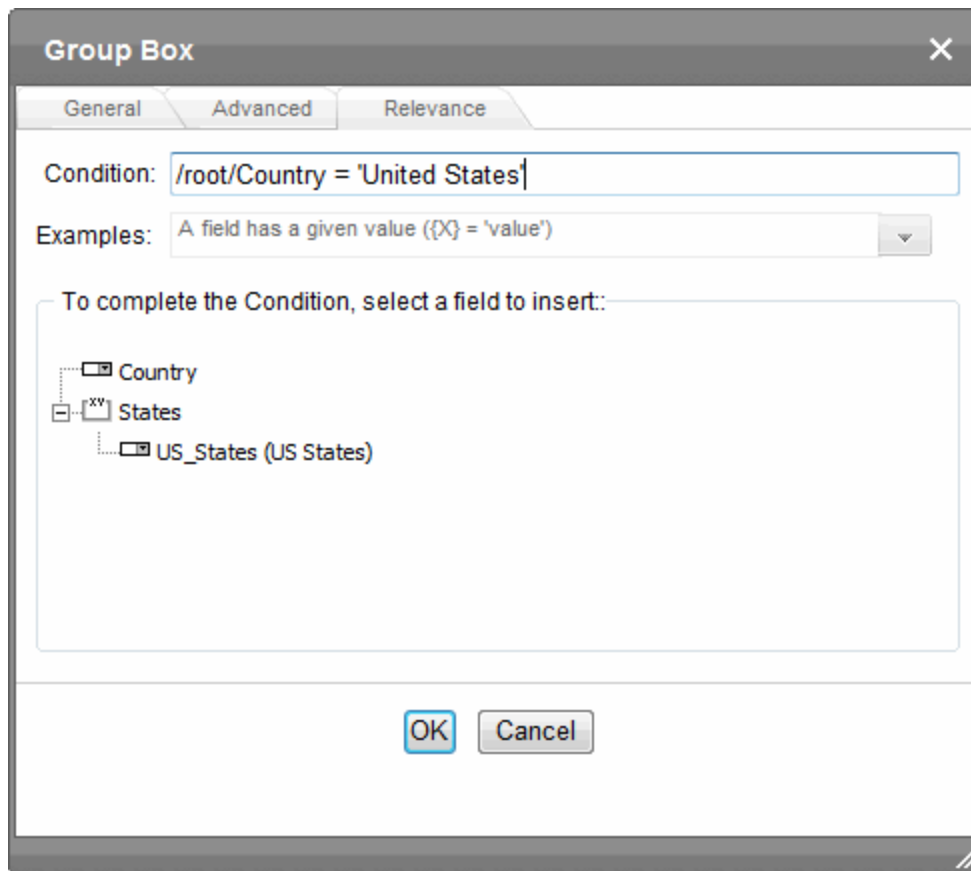 Group Box
General Advanced Relevance
Condition: /root/Country = 'United States'
Examples: A field has a given value ({X} = 'value')
To complete the Condition, select a field to insert::
Country
States
US_States (US States)
OK Cancel